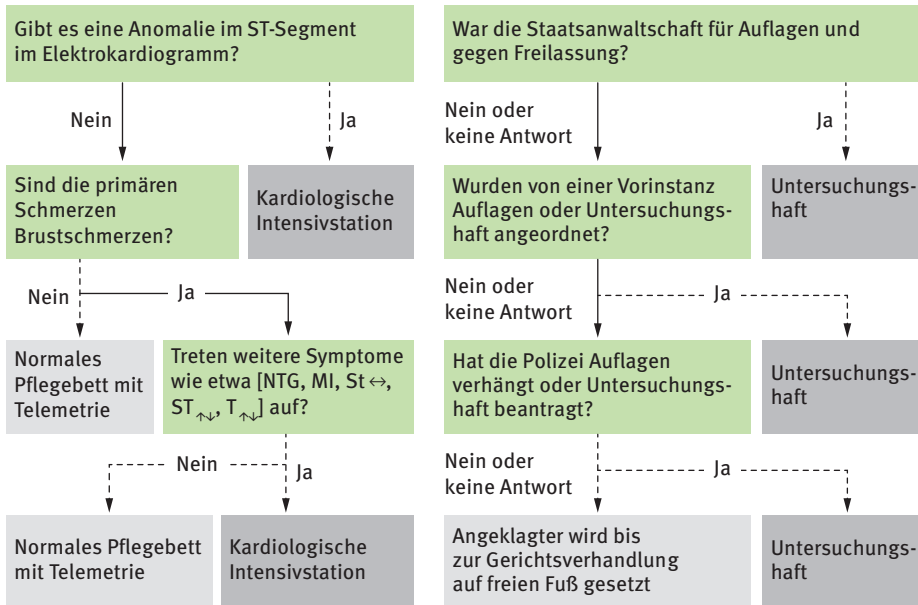 Gibt es eine Anomalie im ST-Segment
im Elektrokardiogramm?
Nein
Ja
Sind die primären
Schmerzen
Brustschmerzen?
Kardiologische
Intensivstation
Nein
Ja
Normales
Pflegebett mit
Telemetrie
Treten weitere Symptome
wie etwa [NTG, MI, St ↔,
ST↑↓, T↑↓] auf?
Nein
Ja
Normales Pflegebett
mit Telemetrie
Kardiologische
Intensivstation
War die Staatsanwaltschaft für Auflagen und
gegen Freilassung?
Nein oder
keine Antwort
Ja
Wurden von einer Vorinstanz
Auflagen oder Untersuchungs-
haft angeordnet?
Untersuchungs-
haft
Nein oder
keine Antwort
Ja
Hat die Polizei Auflagen
verhängt oder Untersuchungs-
haft beantragt?
Untersuchungs-
haft
Nein oder
keine Antwort
Ja
Angeklagter wird bis
zur Gerichtsverhandlung
auf freien Fuß gesetzt
Untersuchungs-
haft